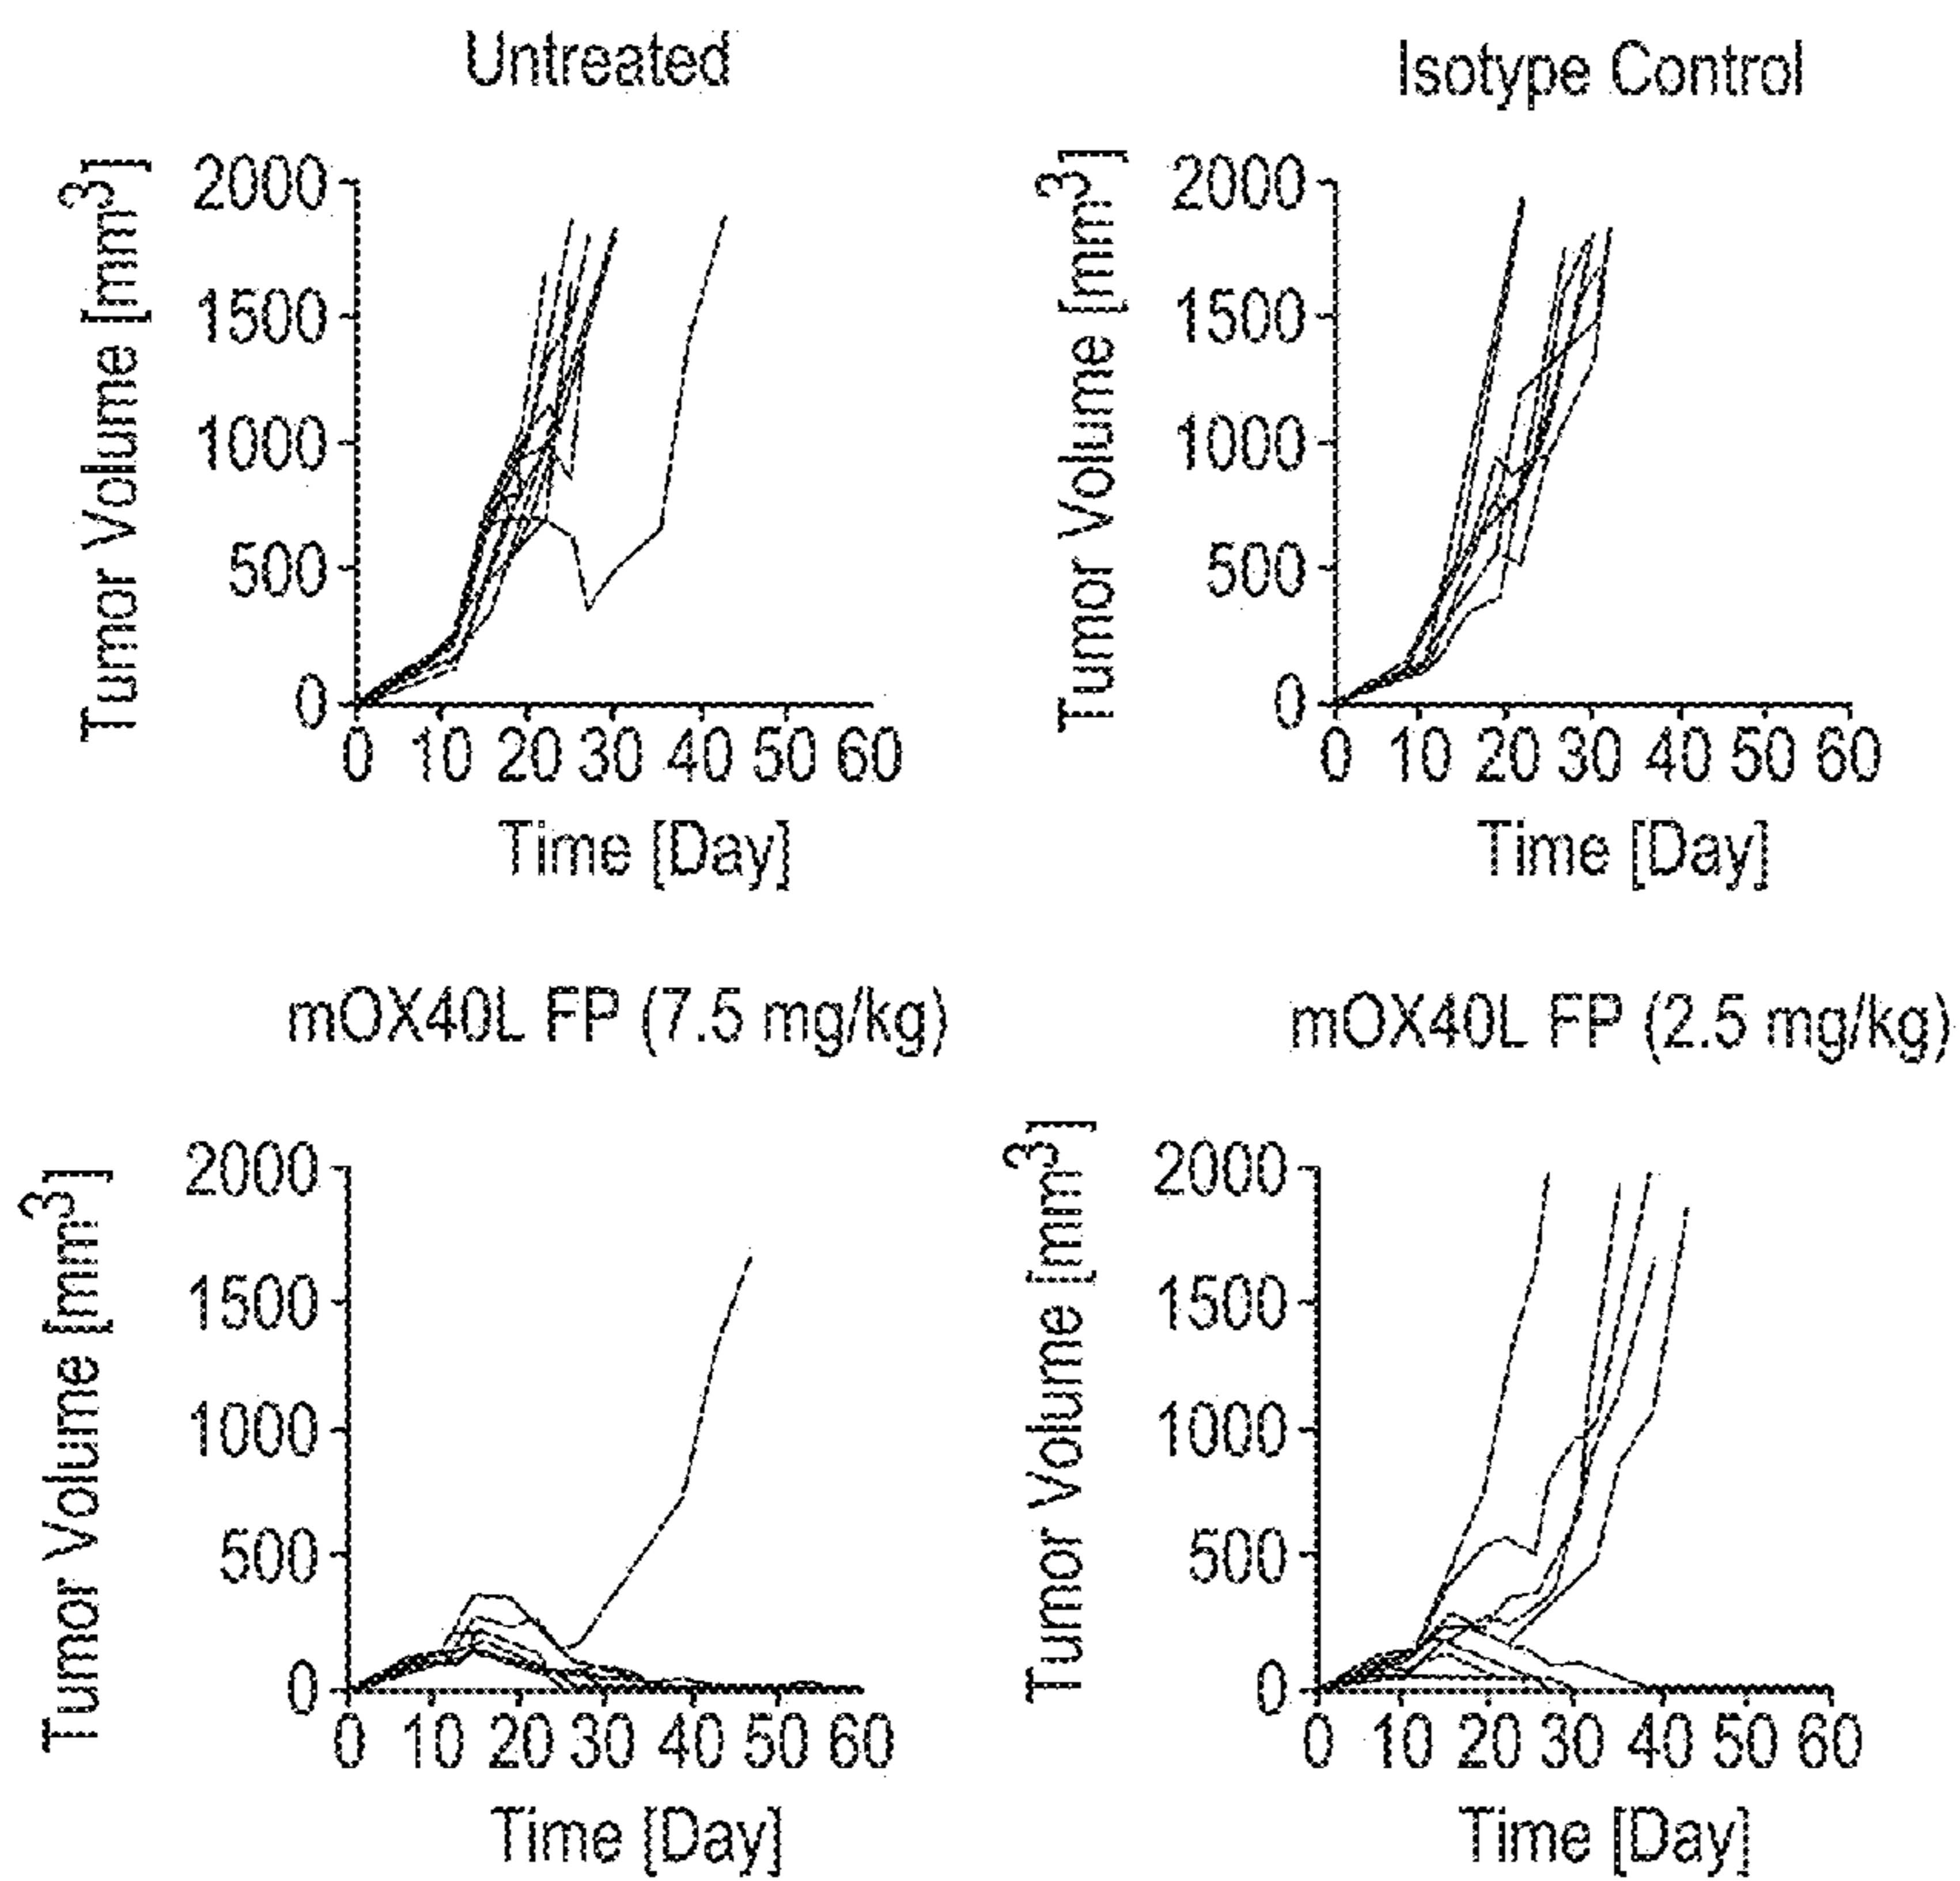 Untreated
Tumor Volume [mm3]
2000
1500
1000
500
0
0 10 20 30 40 50 60
Time [Day]
Isotype Control
Tumor Volume [mm3]
2000
1500
1000
500
0
0 10 20 30 40 50 60
Time [Day]
mOX40L FP (7.5 mg/kg)
Tumor Volume [mm3]
2000
1500
1000
500
0
0 10 20 30 40 50 60
Time [Day]
mOX40L FP (2.5 mg/kg)
Tumor Volume [mm3]
2000
1500
1000
500
0
0 10 20 30 40 50 60
Time [Day]